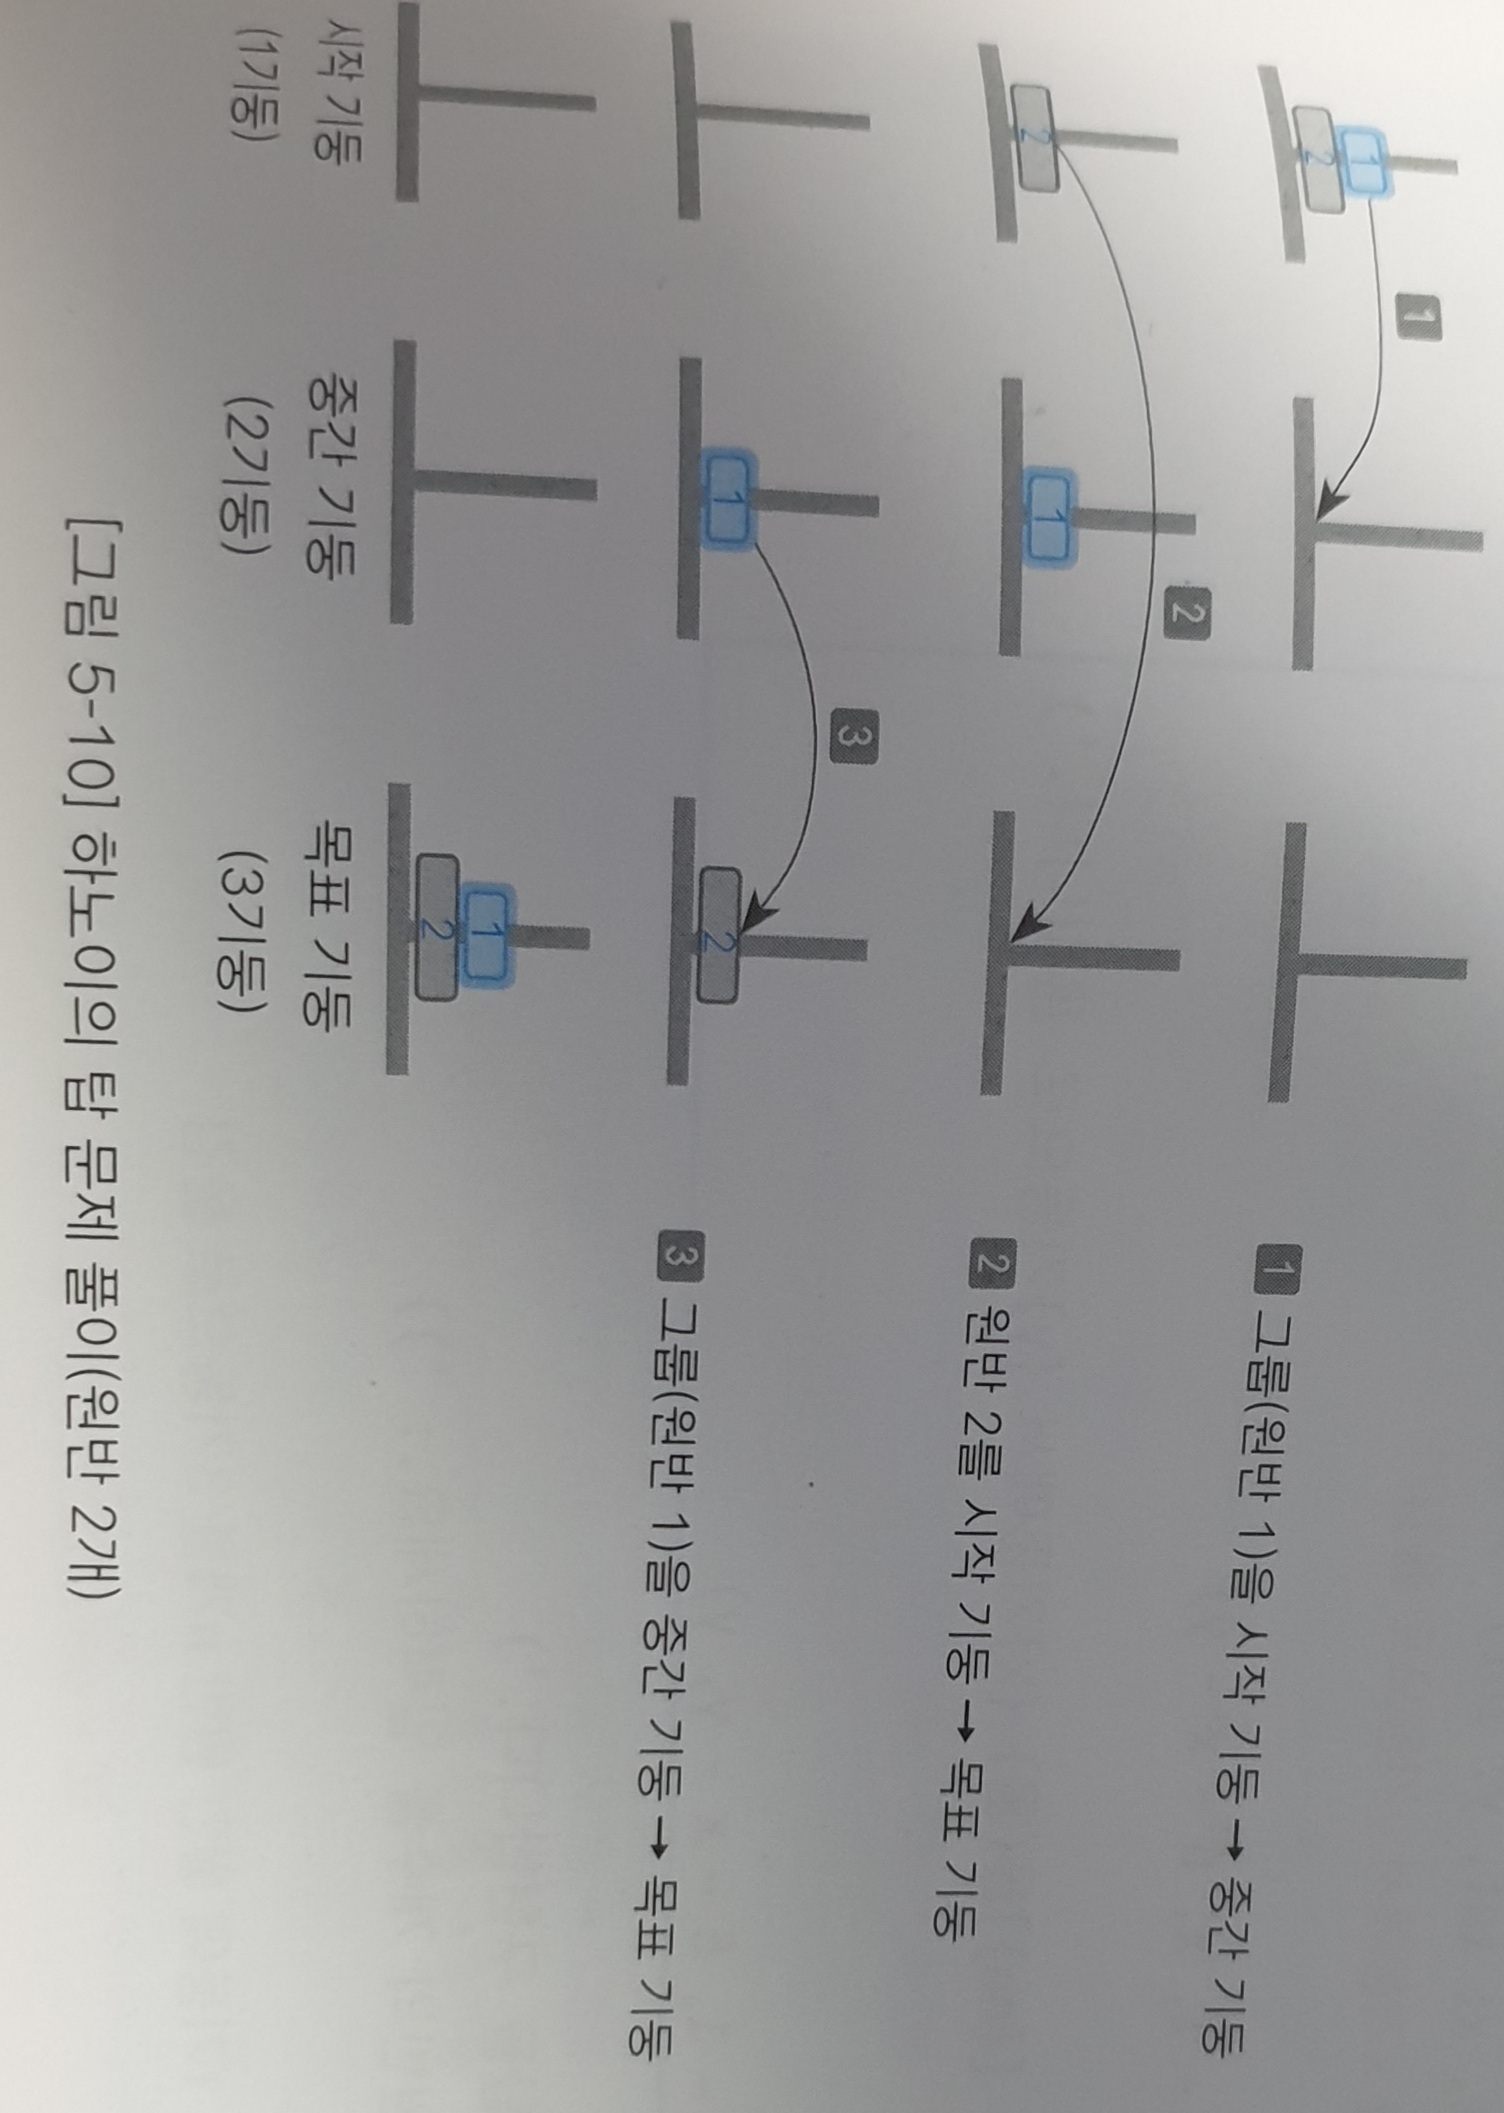 1
1
2
1 그룹(원반 1)을 시작 기둥 → 중간 기둥
2
2
1
2 원반 2를 시작 기둥 → 목표 기둥
3
1
2
3 그룹(원반 1)을 중간 기둥 → 목표 기둥
1
2
시작 기둥
(1기둥)
중간 기둥
(2기둥)
목표 기둥
(3기둥)
[그림 5-10] 하노이의 탑 문제 풀이(원반 2개)